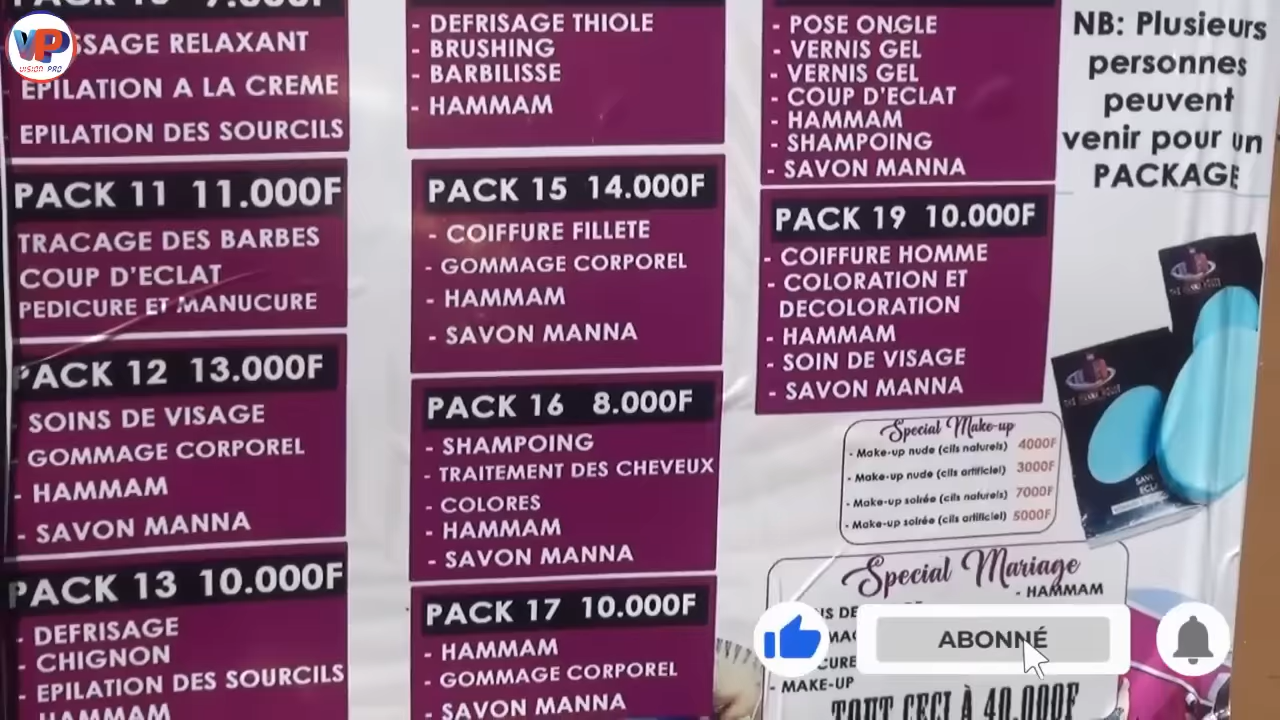 VP
VISION PRO
SSAGE RELAXANT
EPILATION A LA CREME
EPILATION DES SOURCILS
PACK 11 11.000F
TRACAGE DES BARBES
COUP D'ECLAT
PEDICURE ET MANUCURE
PACK 12 13.000F
- SOINS DE VISAGE
- GOMMAGE CORPOREL
- HAMMAM
- SAVON MANNA
PACK 13 10.000F
- DEFRISAGE
- CHIGNON
- EPILATION DES SOURCILS
HAMMAM
- DEFRISAGE THIOLE
- BRUSHING
- BARBILISSE
- HAMMAM
PACK 15 14.000F
- COIFFURE FILLETE
- GOMMAGE CORPOREL
- HAMMAM
- SAVON MANNA
PACK 16 8.000F
- SHAMPOING
- TRAITEMENT DES CHEVEUX
- COLORES
- HAMMAM
- SAVON MANNA
PACK 17 10.000F
- HAMMAM
- GOMMAGE CORPOREL
- SAVON MANNA
- POSE ONGLE
- VERNIS GEL
- VERNIS GEL
- COUP D'ECLAT
- HAMMAM
- SHAMPOING
- SAVON MANNA
PACK 19 10.000F
- COIFFURE HOMME
- COLORATION ET
DECOLORATION
- HAMMAM
- SOIN DE VISAGE
- SAVON MANNA
Special Make-up
- Make-up nude (cils naturels) 4000F
- Make-up nude (cils artificiel) 3000F
- Make-up soirée (cils naturels) 7000F
- Make-up soirée (cils artificiel) 5000F
Special Mariage
- HAMMAM
- MAKE-UP
TOUT CECI À 40.000F
NB: Plusieurs
personnes
peuvent
venir pour un
PACKAGE
ABONNÉ